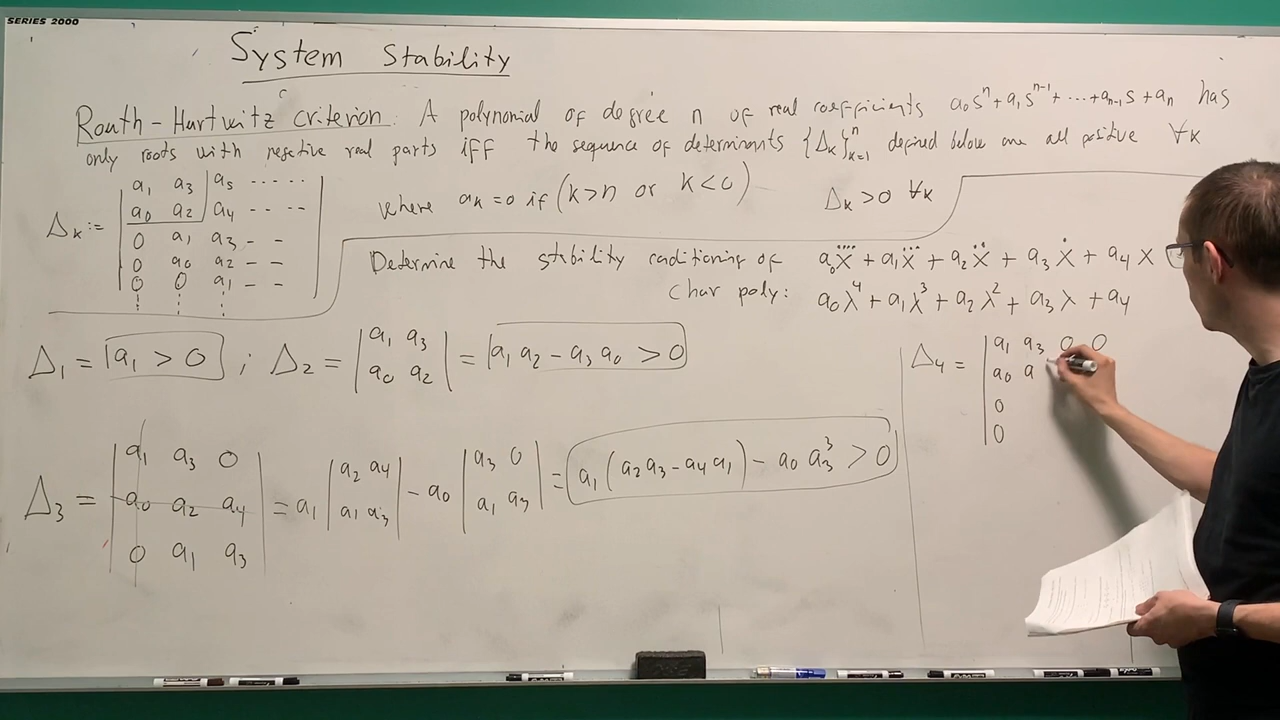 SERIES 2000
System Stability
Routh-Hurtwitz Criterion: A polynomial of degree n of real coefficients a₀sⁿ+a₁sⁿ⁻¹+⋯+aₙ₋₁s+aₙ has
only roots with negative real parts iff the sequence of determinants {Δₖ}ⁿₖ₌₁ defined below are all positive ∀k
Δₖ := | a₁ a₃ a₅ ····· |
| a₀ a₂ a₄ -- -- |
| 0 a₁ a₃ - - |
| 0 a₀ a₂ - - |
| 0 0 a₁ - - |
⋮ ⋮ ⋮
where aₖ=0 if (k>n or k<0)
Δₖ>0 ∀k
Determine the stability conditioning of a₀x⃜ + a₁x⃛ + a₂ẍ + a₃ẋ + a₄x
char poly: a₀λ⁴+a₁λ³+a₂λ²+a₃λ+a₄
Δ₁ = a₁ > 0 ; Δ₂ = | a₁ a₃ | = a₁a₂ - a₃a₀ > 0
| a₀ a₂ |
Δ₃ = | a₁ a₃ 0 | = a₁ | a₂ a₄ | - a₀ | a₃ 0 | = a₁(a₂a₃-a₄a₁) - a₀a₃³ > 0
| a₀ a₂ a₄ | | a₁ a₃ | | a₁ a₃ |
| 0 a₁ a₃ |
Δ₄ = | a₁ a₃ 0 0
| a₀ a
| 0
| 0